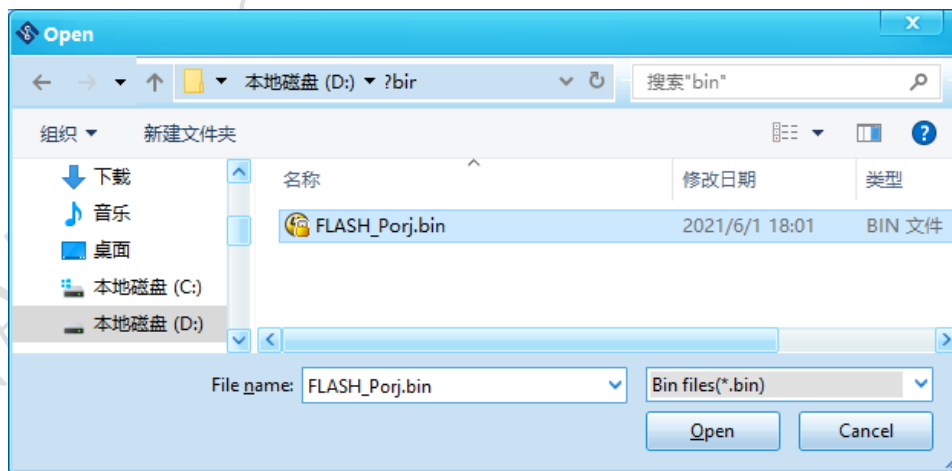 Open
本地磁盘 (D:) ?bir 搜索"bin"
组织 新建文件夹
下载 名称 修改日期 类型
音乐 FLASH_Porj.bin 2021/6/1 18:01 BIN 文件
桌面
本地磁盘 (C:)
本地磁盘 (D:)
File name: FLASH_Porj.bin Bin files(*.bin)
Open Cancel